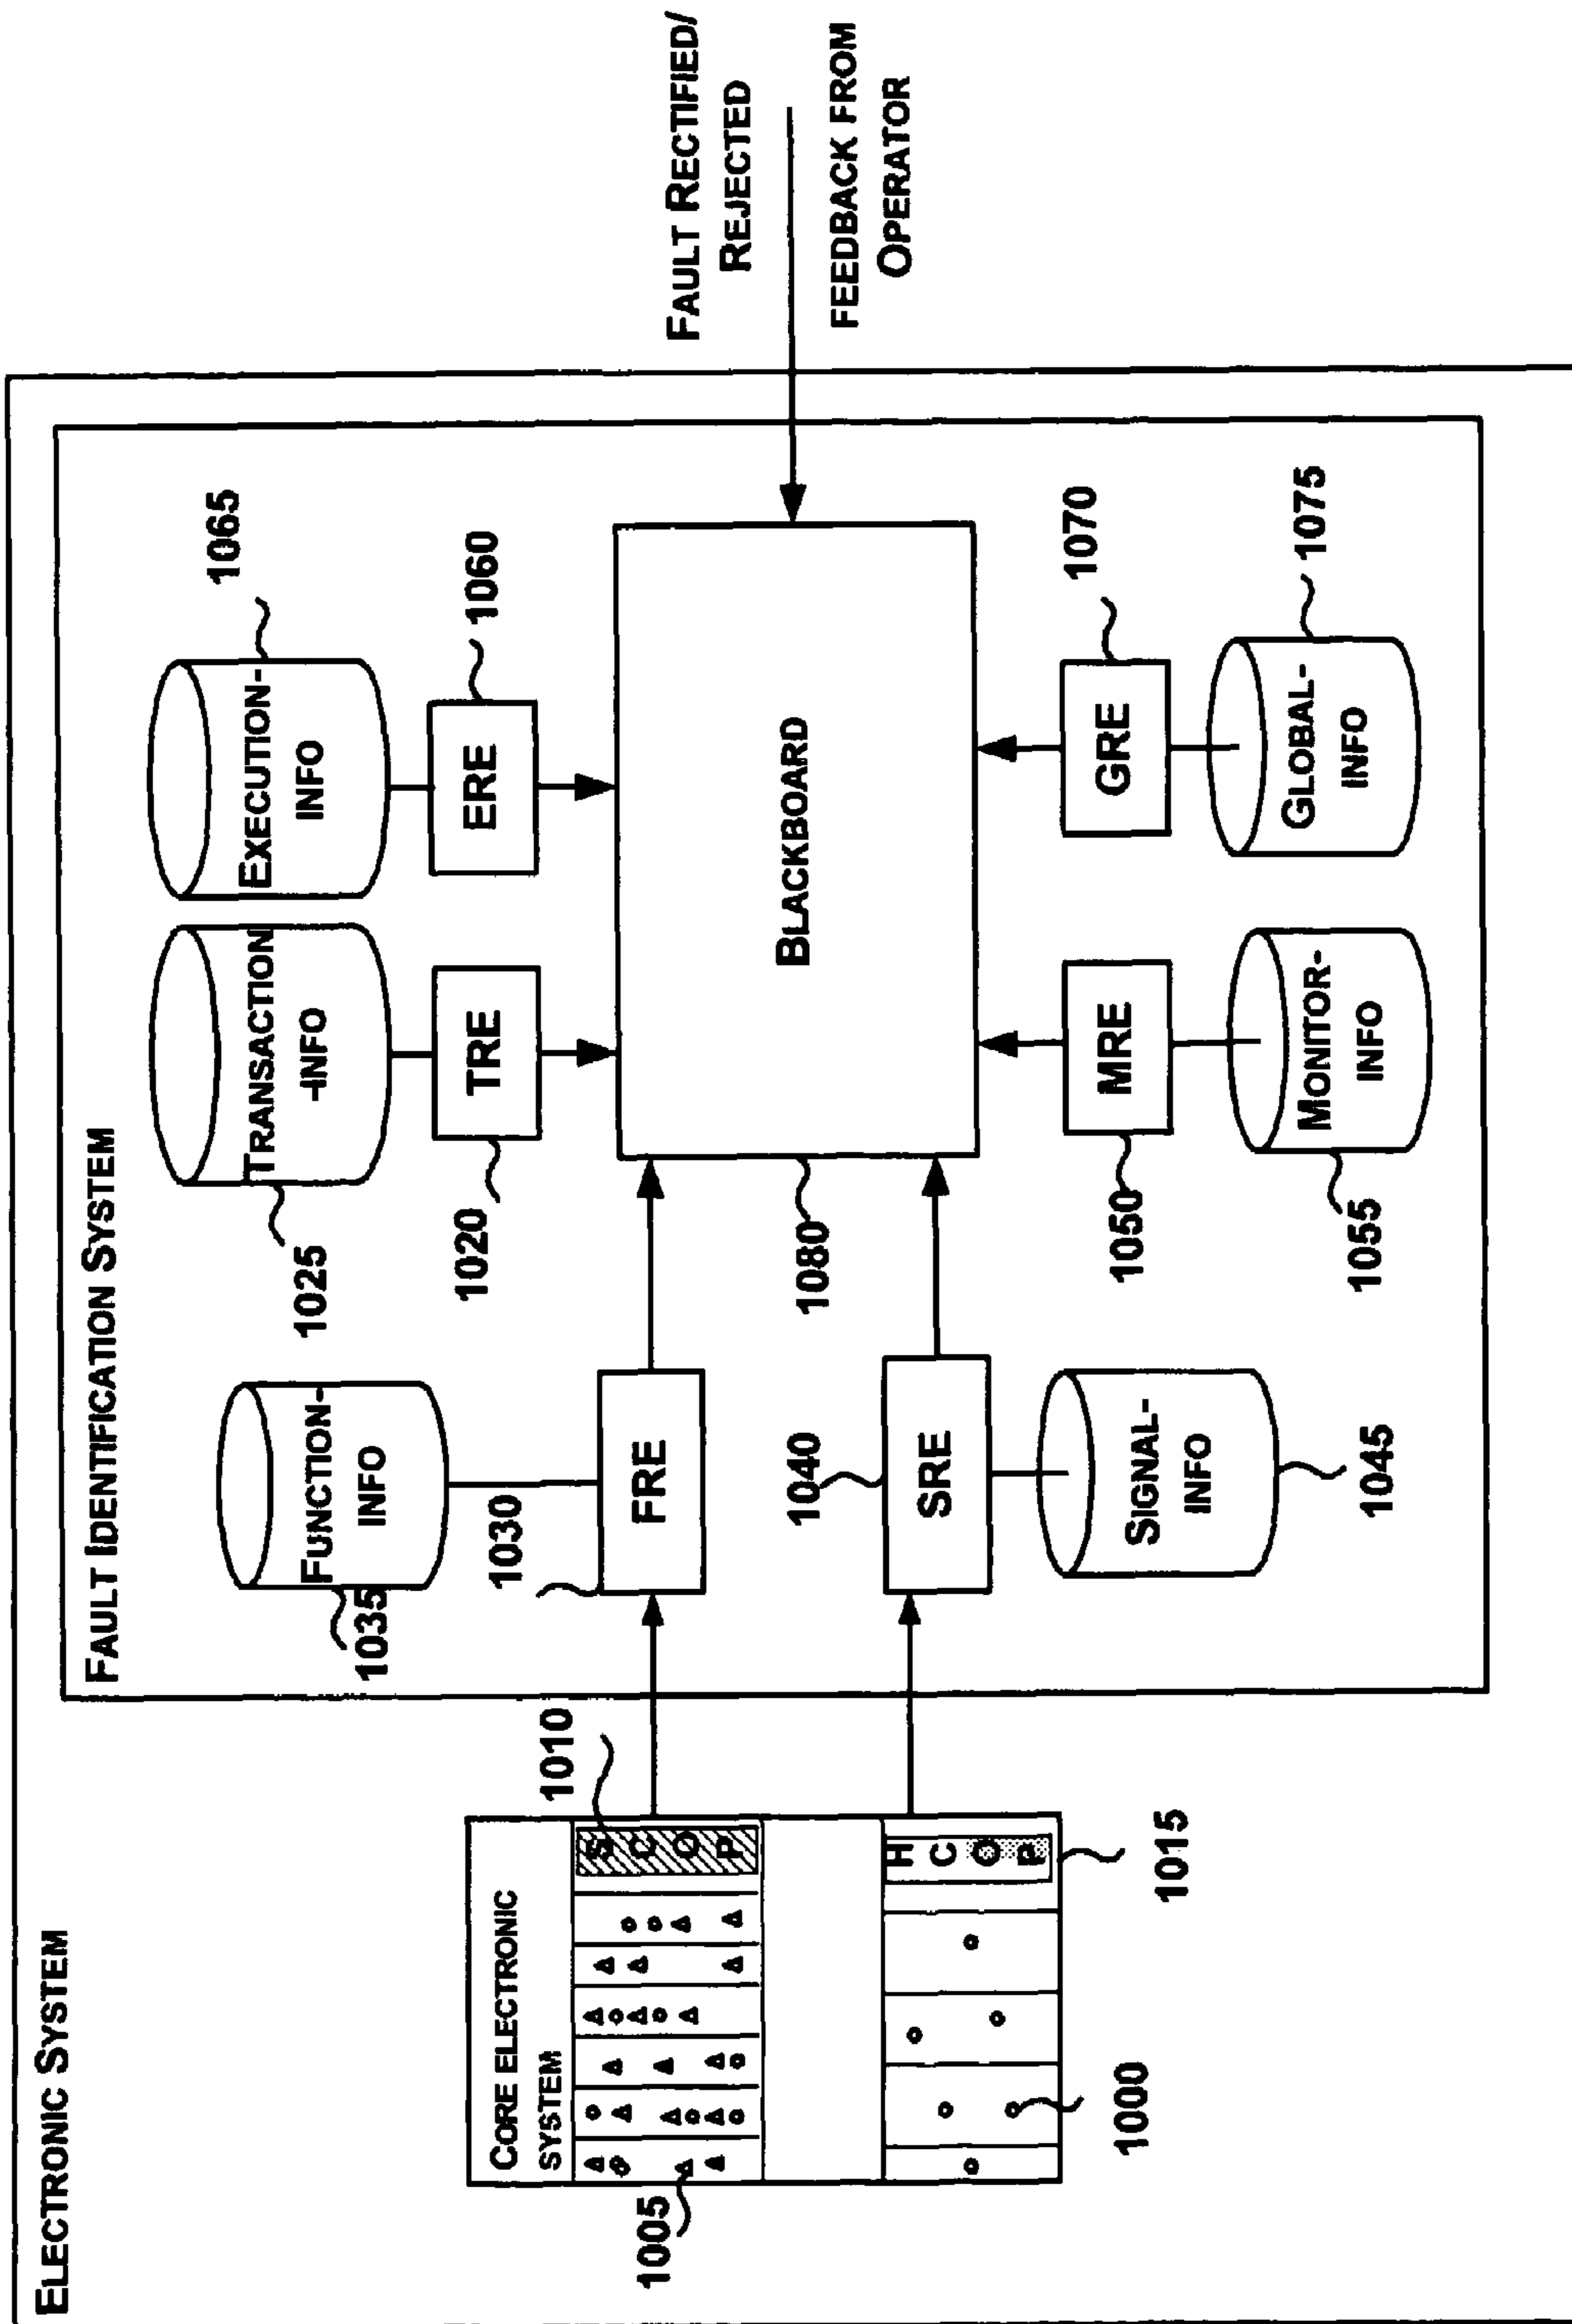 ELECTRONIC SYSTEM
FAULT IDENTIFICATION SYSTEM
FUNCTION-
INFO
1035
TRANSACTION
-INFO
1025
EXECUTION-
INFO
1065
TRE
1020
ERE
1060
FRE
1030
CORE ELECTRONIC
SYSTEM
S
C
O
P
1010
1005
H
C
O
P
1015
1000
BLACKBOARD
1080
FAULT RECTIFIED/
REJECTED
FEEDBACK FROM
OPERATOR
SRE
1040
SIGNAL-
INFO
1045
MRE
1050
MONITOR-
INFO
1055
GRE
1070
GLOBAL-
INFO
1075